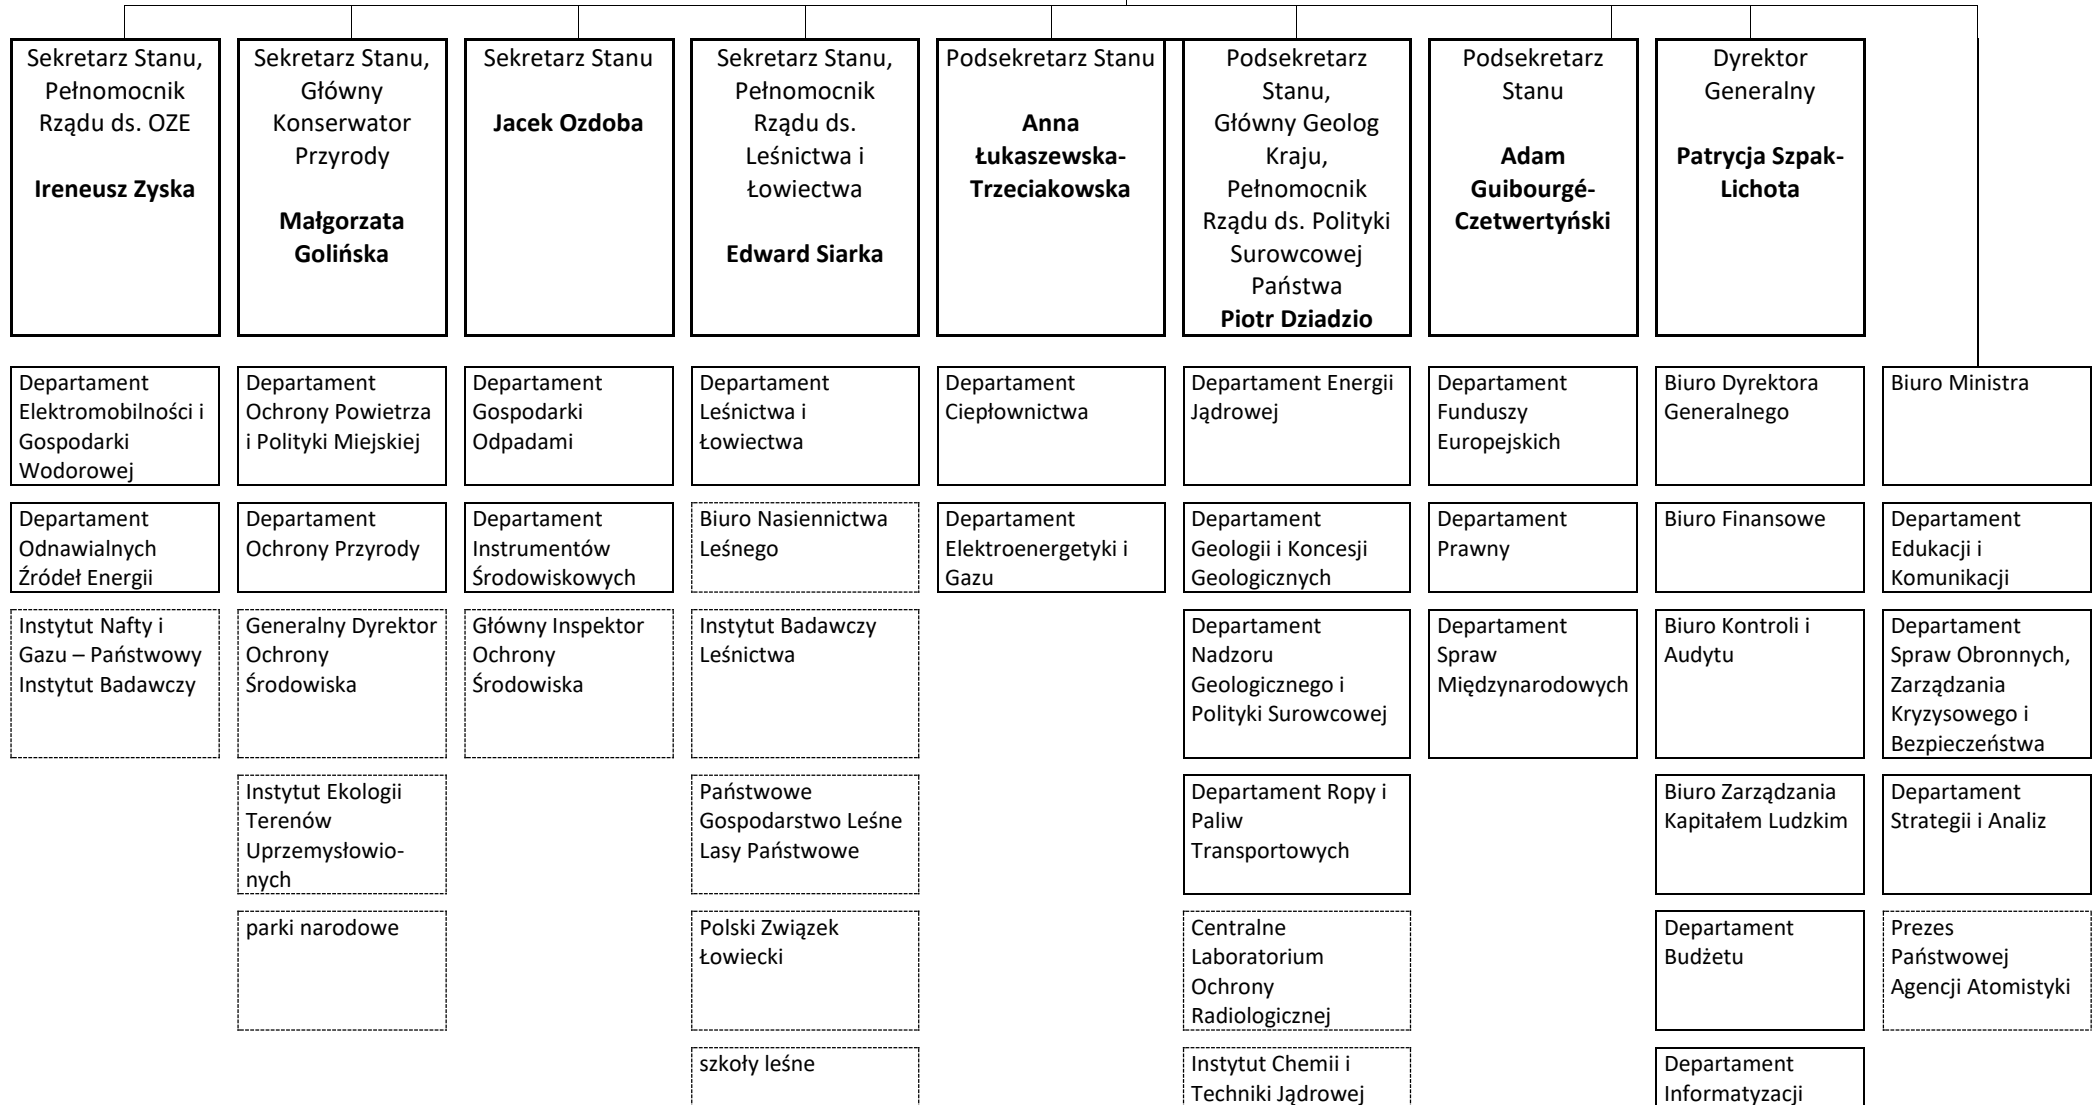 Sekretarz Stanu,
Pełnomocnik
Rządu ds. OZE
Ireneusz Zyska
Sekretarz Stanu,
Główny
Konserwator
Przyrody
Małgorzata
Golińska
Sekretarz Stanu
Jacek Ozdoba
Sekretarz Stanu,
Pełnomocnik
Rządu ds.
Leśnictwa i
Łowiectwa
Edward Siarka
Podsekretarz Stanu
Anna
Łukaszewska-
Trzeciakowska
Podsekretarz
Stanu,
Główny Geolog
Kraju,
Pełnomocnik
Rządu ds. Polityki
Surowcowej
Państwa
Piotr Dziadzio
Podsekretarz
Stanu
Adam
Guibourgé-
Czetwertyński
Dyrektor
Generalny
Patrycja Szpak-
Lichota
Departament
Elektromobilności i
Gospodarki
Wodorowej
Departament
Ochrony Powietrza
i Polityki Miejskiej
Departament
Gospodarki
Odpadami
Departament
Leśnictwa i
Łowiectwa
Departament
Ciepłownictwa
Departament Energii
Jądrowej
Departament
Funduszy
Europejskich
Biuro Dyrektora
Generalnego
Biuro Ministra
Departament
Odnawialnych
Źródeł Energii
Departament
Ochrony Przyrody
Departament
Instrumentów
Środowiskowych
Biuro Nasiennictwa
Leśnego
Departament
Elektroenergetyki i
Gazu
Departament
Geologii i Koncesji
Geologicznych
Departament
Prawny
Biuro Finansowe
Departament
Edukacji i
Komunikacji
Instytut Nafty i
Gazu – Państwowy
Instytut Badawczy
Generalny Dyrektor
Ochrony
Środowiska
Główny Inspektor
Ochrony
Środowiska
Instytut Badawczy
Leśnictwa
Departament
Nadzoru
Geologicznego i
Polityki Surowcowej
Departament
Spraw
Międzynarodowych
Biuro Kontroli i
Audytu
Departament
Spraw Obronnych,
Zarządzania
Kryzysowego i
Bezpieczeństwa
Instytut Ekologii
Terenów
Uprzemysłowio-
nych
Państwowe
Gospodarstwo Leśne
Lasy Państwowe
Departament Ropy i
Paliw
Transportowych
Biuro Zarządzania
Kapitałem Ludzkim
Departament
Strategii i Analiz
parki narodowe
Polski Związek
Łowiecki
Centralne
Laboratorium
Ochrony
Radiologicznej
Departament
Budżetu
Prezes
Państwowej
Agencji Atomistyki
szkoły leśne
Instytut Chemii i
Techniki Jądrowej
Departament
Informatyzacji